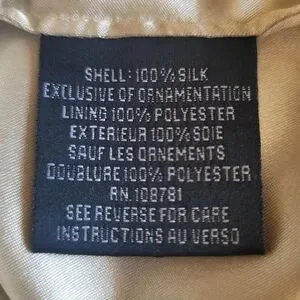 SHELL: 100% SILK
EXCLUSIVE OF ORNAMENTATION
LINING 100% POLYESTER
EXTERIEUR 100% SOIE
SAUF LES ORNEMENTS
DOUBLURE 100% POLYESTER
RN. 108781
SEE REVERSE FOR CARE
INSTRUCTIONS AU VERSO